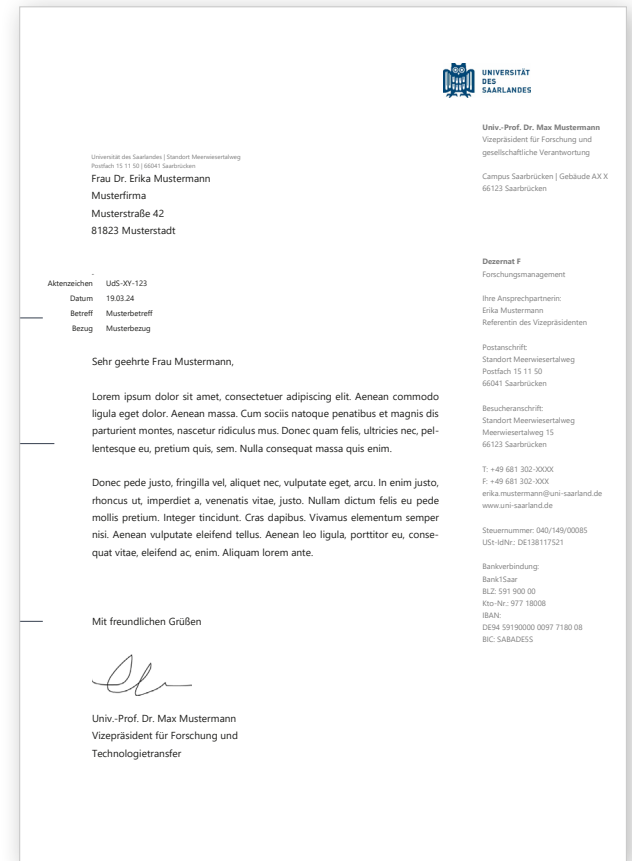 UNIVERSITÄT
DES
SAARLANDES
Univ.-Prof. Dr. Max Mustermann
Vizepräsident für Forschung und
gesellschaftliche Verantwortung
Campus Saarbrücken | Gebäude AX X
66123 Saarbrücken
Universität des Saarlandes | Standort Meerwiesertalweg
Postfach 15 11 50 | 66041 Saarbrücken
Frau Dr. Erika Mustermann
Musterfirma
Musterstraße 42
81823 Musterstadt
Aktenzeichen UdS-XY-123
Datum 19.03.24
Betreff Musterbetreff
Bezug Musterbezug
Sehr geehrte Frau Mustermann,
Lorem ipsum dolor sit amet, consectetuer adipiscing elit. Aenean commodo
ligula eget dolor. Aenean massa. Cum sociis natoque penatibus et magnis dis
parturient montes, nascetur ridiculus mus. Donec quam felis, ultricies nec, pel-
lentesque eu, pretium quis, sem. Nulla consequat massa quis enim.
Donec pede justo, fringilla vel, aliquet nec, vulputate eget, arcu. In enim justo,
rhoncus ut, imperdiet a, venenatis vitae, justo. Nullam dictum felis eu pede
mollis pretium. Integer tincidunt. Cras dapibus. Vivamus elementum semper
nisi. Aenean vulputate eleifend tellus. Aenean leo ligula, porttitor eu, conse-
quat vitae, eleifend ac, enim. Aliquam lorem ante.
Mit freundlichen Grüßen
Univ.-Prof. Dr. Max Mustermann
Vizepräsident für Forschung und
Technologietransfer
Dezernat F
Forschungsmanagement
Ihre Ansprechpartnerin:
Erika Mustermann
Referentin des Vizepräsidenten
Postanschrift:
Standort Meerwiesertalweg
Postfach 15 11 50
66041 Saarbrücken
Besucheranschrift:
Standort Meerwiesertalweg
Meerwiesertalweg 15
66123 Saarbrücken
T: +49 681 302-XXXX
F: +49 681 302-XXX
erika.mustermann@uni-saarland.de
www.uni-saarland.de
Steuernummer: 040/149/00085
USt-IdNr.: DE138117521
Bankverbindung:
Bank1Saar
BLZ: 591 900 00
Kto-Nr.: 977 18008
IBAN:
DE94 59190000 0097 7180 08
BIC: SABADE5S